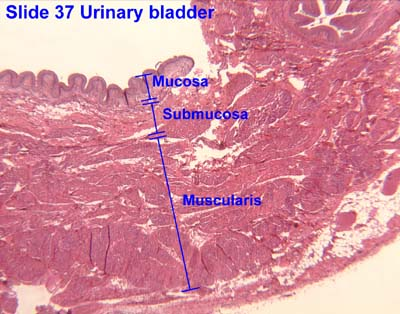 Slide 37 Urinary bladder
Mucosa
Submucosa
Muscularis